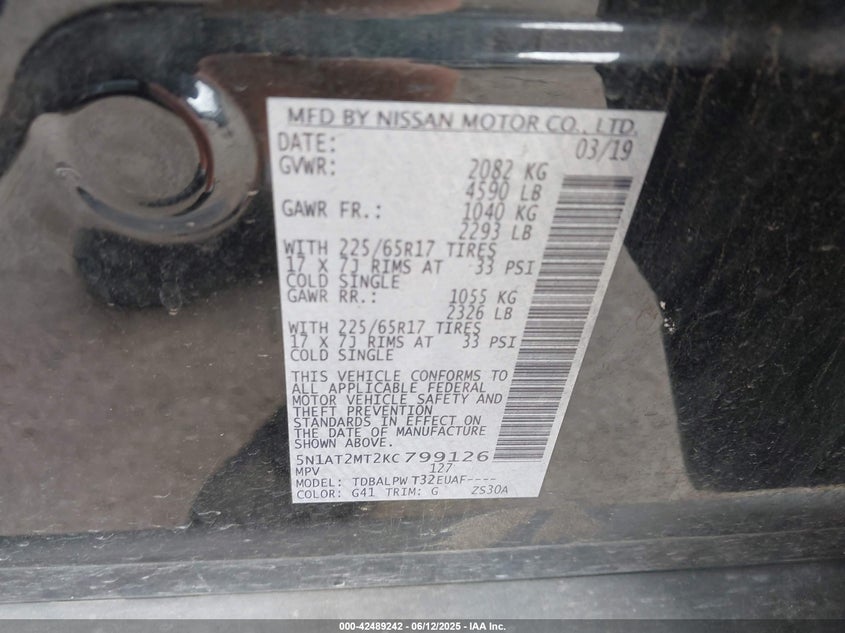 MFD BY NISSAN MOTOR CO., LTD.
DATE: 03/19
GVWR: 2082 KG
4590 LB
GAWR FR.: 1040 KG
2293 LB
WITH 225/65R17 TIRES
17 X 7J RIMS AT 33 PSI
COLD SINGLE
GAWR RR.: 1055 KG
2326 LB
WITH 225/65R17 TIRES
17 X 7J RIMS AT 33 PSI
COLD SINGLE
THIS VEHICLE CONFORMS TO
ALL APPLICABLE FEDERAL
MOTOR VEHICLE SAFETY AND
THEFT PREVENTION
STANDARDS IN EFFECT ON
THE DATE OF MANUFACTURE
SHOWN ABOVE.
5N1AT2MT2KC799126
MPV 127
MODEL: TDBALPW T32EUAF----
COLOR: G41 TRIM: G ZS30A
000-42489242 - 06/12/2025 - IAA Inc.